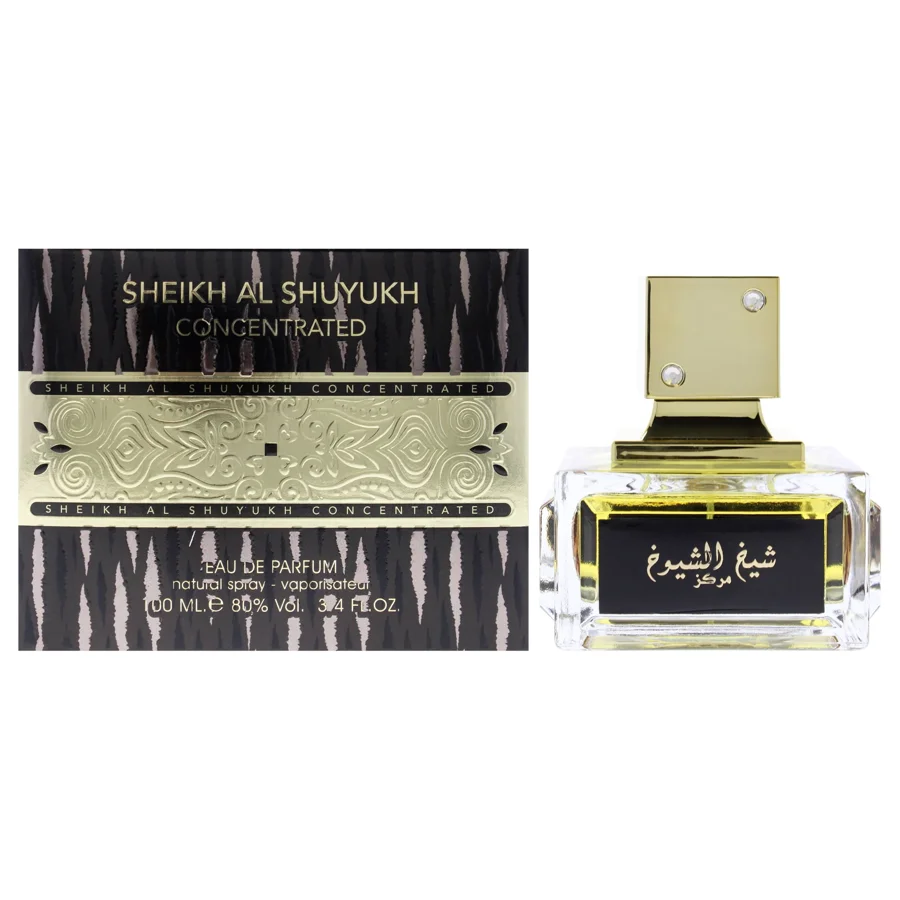 SHEIKH AL SHUYUKH
CONCENTRATED
SHEIKH AL SHUYUKH CONCENTRATED
SHEIKH AL SHUYUKH CONCENTRATED
EAU DE PARFUM
natural spray - vaporisateur
100 ML ℮ 80% Vol. 3.4 FL.OZ.
شيخ الشيوخ
مركز